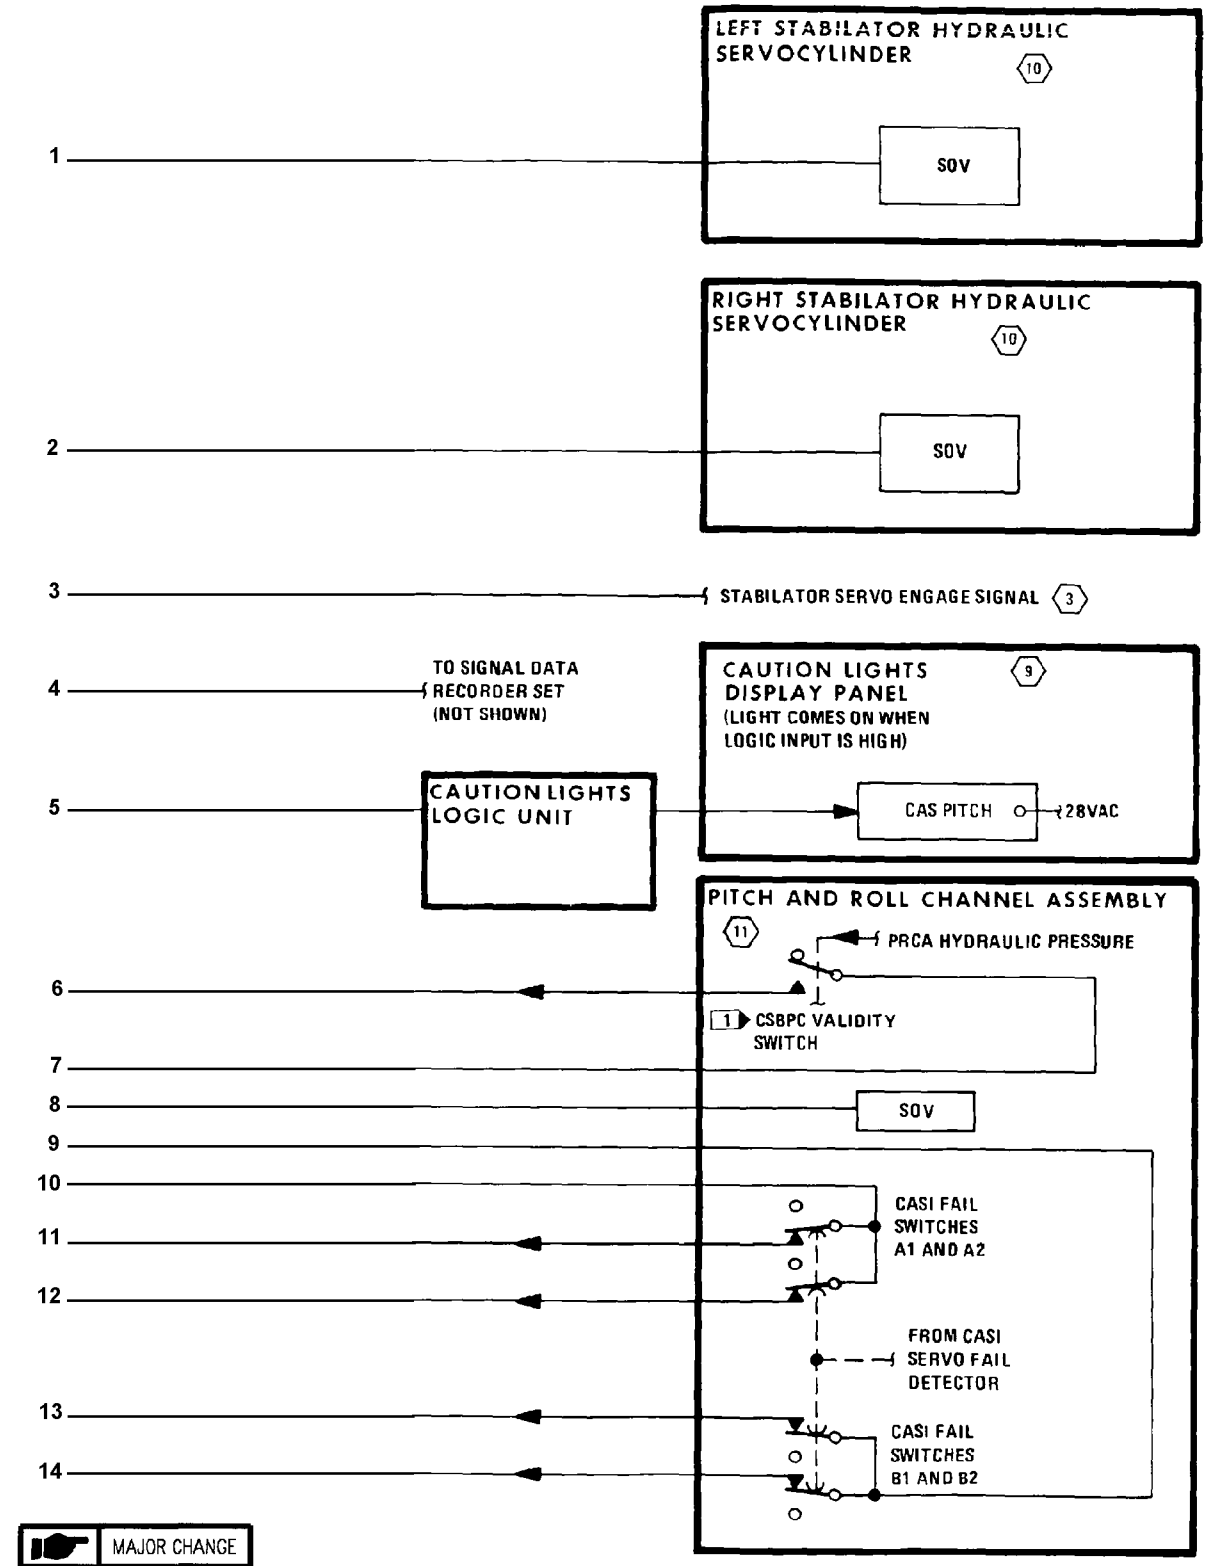 LEFT STABILATOR HYDRAULIC
SERVOCYLINDER
10
1
SOV
RIGHT STABILATOR HYDRAULIC
SERVOCYLINDER
10
2
SOV
3
STABILATOR SERVO ENGAGE SIGNAL 3
4
TO SIGNAL DATA
RECORDER SET
(NOT SHOWN)
CAUTION LIGHTS
DISPLAY PANEL
(LIGHT COMES ON WHEN
LOGIC INPUT IS HIGH)
9
5
CAUTION LIGHTS
LOGIC UNIT
CAS PITCH
28VAC
PITCH AND ROLL CHANNEL ASSEMBLY
11
PRCA HYDRAULIC PRESSURE
6
1 CSBPC VALIDITY
SWITCH
7
8
SOV
9
10
CASI FAIL
SWITCHES
A1 AND A2
11
12
FROM CASI
SERVO FAIL
DETECTOR
13
CASI FAIL
SWITCHES
B1 AND B2
14
MAJOR CHANGE